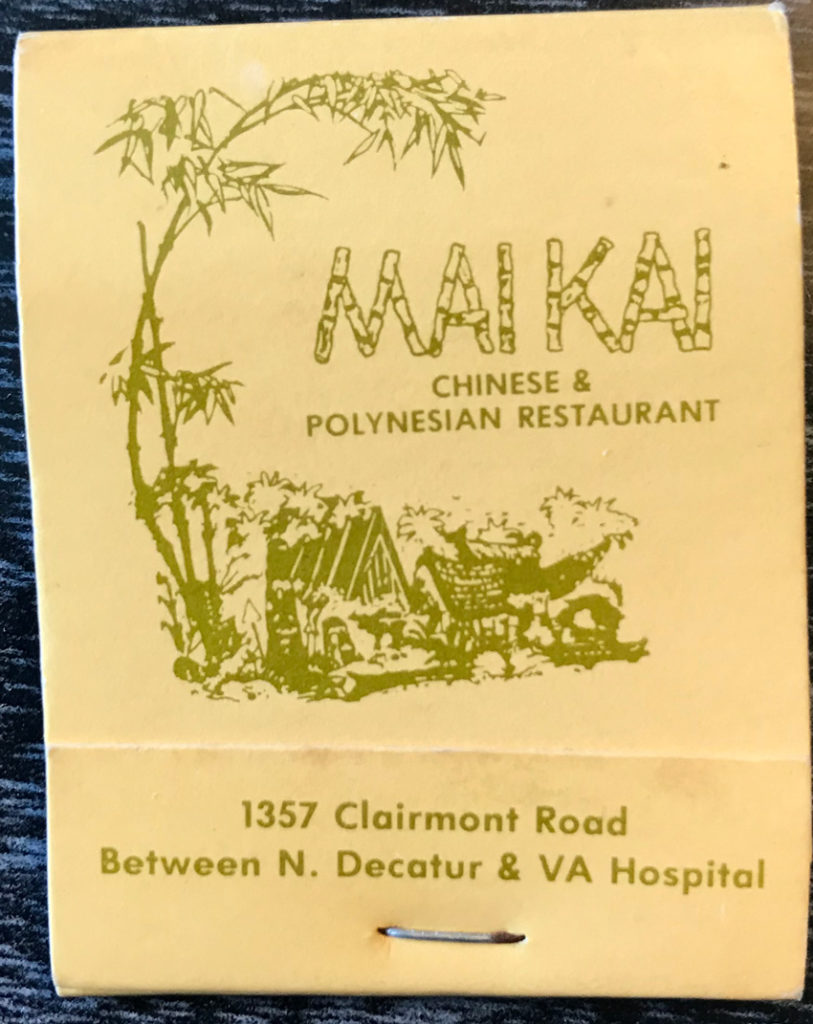 MAI KAI
CHINESE &
POLYNESIAN RESTAURANT
1357 Clairmont Road
Between N. Decatur & VA Hospital